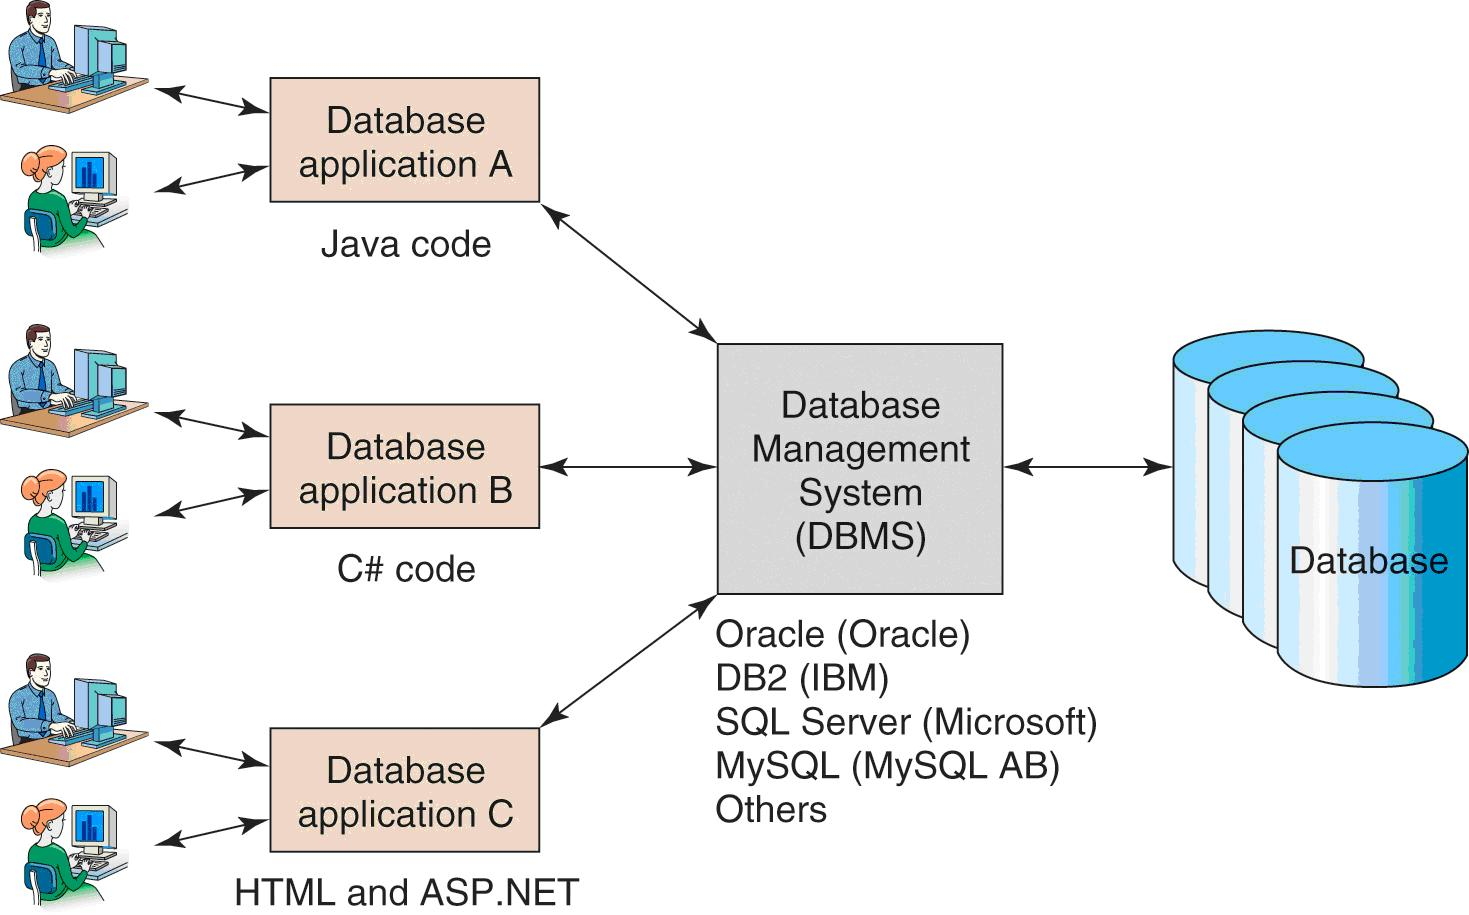 Database
application A
Java code
Database
application B
C# code
Database
application C
HTML and ASP.NET
Database
Management
System
(DBMS)
Oracle (Oracle)
DB2 (IBM)
SQL Server (Microsoft)
MySQL (MySQL AB)
Others
Database